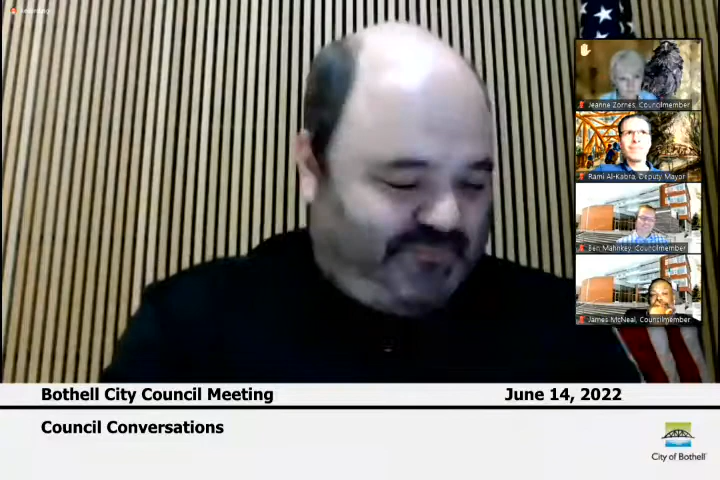 Recording
Jeanne Zornes, Councilmember
Rami Al-Kabra, Deputy Mayor
Ben Mahnkey, Councilmember
James McNeal, Councilmember
Bothell City Council Meeting
June 14, 2022
Council Conversations
City of Bothell